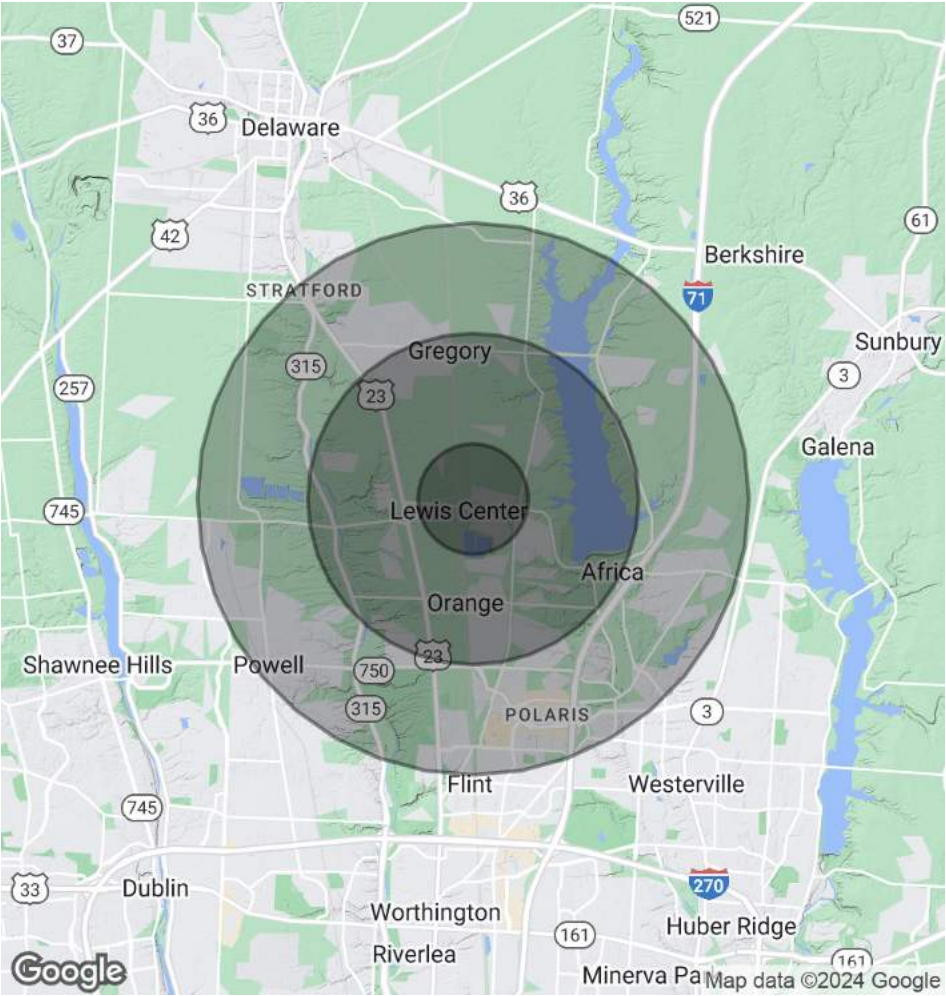 521
37
36
Delaware
36
61
42
Berkshire
STRATFORD
71
Sunbury
Gregory
315
3
257
23
Galena
745
Lewis Center
Africa
Orange
23
Shawnee Hills
Powell
750
315
3
POLARIS
Flint
Westerville
745
270
33
Dublin
Worthington
161
Huber Ridge
Riverlea
161
Google
Minerva Pa
Map data ©2024 Google